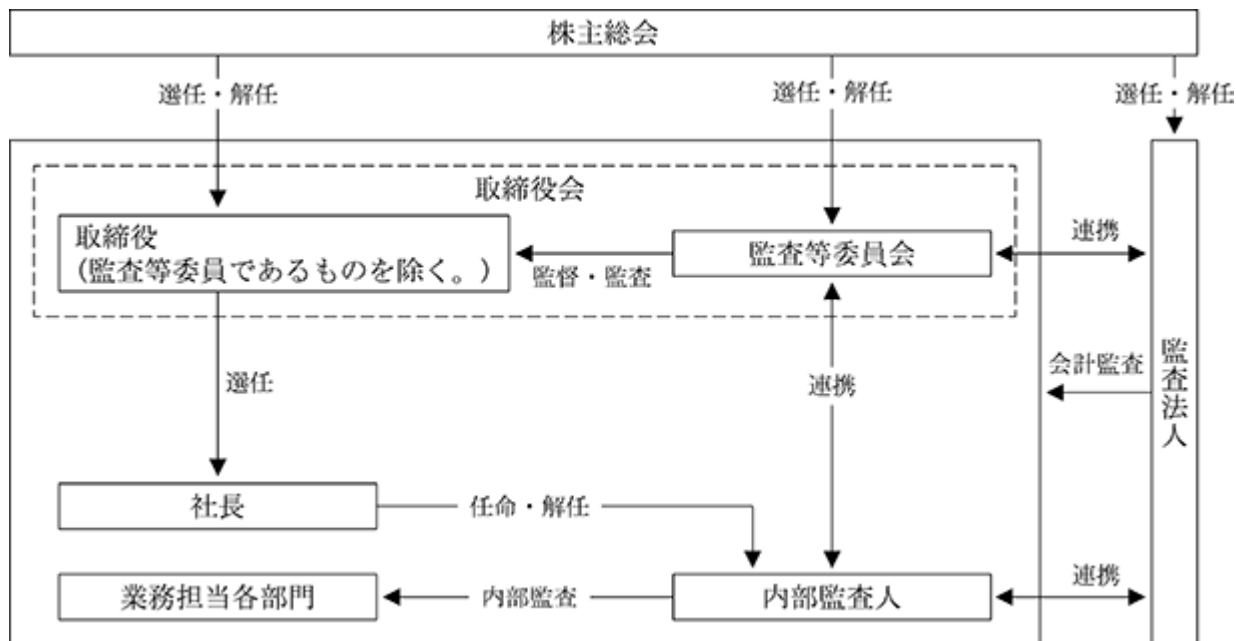 株主総会
選任・解任
選任・解任
選任・解任
取締役会
取締役
（監査等委員であるものを除く。）
監督・監査
監査等委員会
連携
会計監査
監査法人
選任
連携
社長
任命・解任
業務担当各部門
内部監査
内部監査人
連携